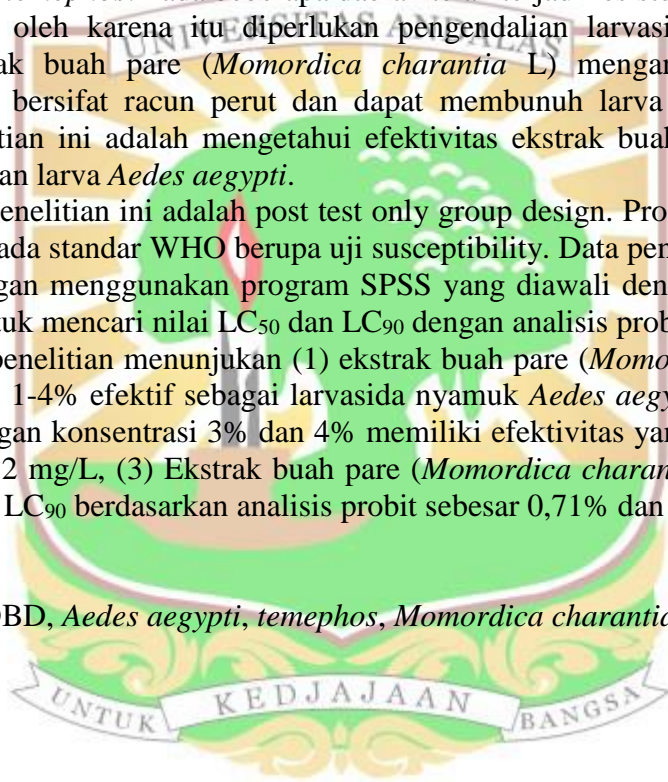 oleh karena itu diperlukan pengendalian larvasi
UNIVERSITAS ANDALAS
ak buah pare (Momordica charantia L) mengan
bersifat racun perut dan dapat membunuh larva
tian ini adalah mengetahui efektivitas ekstrak buah
an larva Aedes aegypti.
enelitian ini adalah post test only group design. Pro
ada standar WHO berupa uji susceptibility. Data pen
gan menggunakan program SPSS yang diawali den
tuk mencari nilai LC50 dan LC90 dengan analisis prob
penelitian menunjukan (1) ekstrak buah pare (Momo
1-4% efektif sebagai larvasida nyamuk Aedes aegy
gan konsentrasi 3% dan 4% memiliki efektivitas yan
2 mg/L, (3) Ekstrak buah pare (Momordica charan
LC90 berdasarkan analisis probit sebesar 0,71% dan
DBD, Aedes aegypti, temephos, Momordica charantia
UNTUK KEDJAJAAN BANGSA